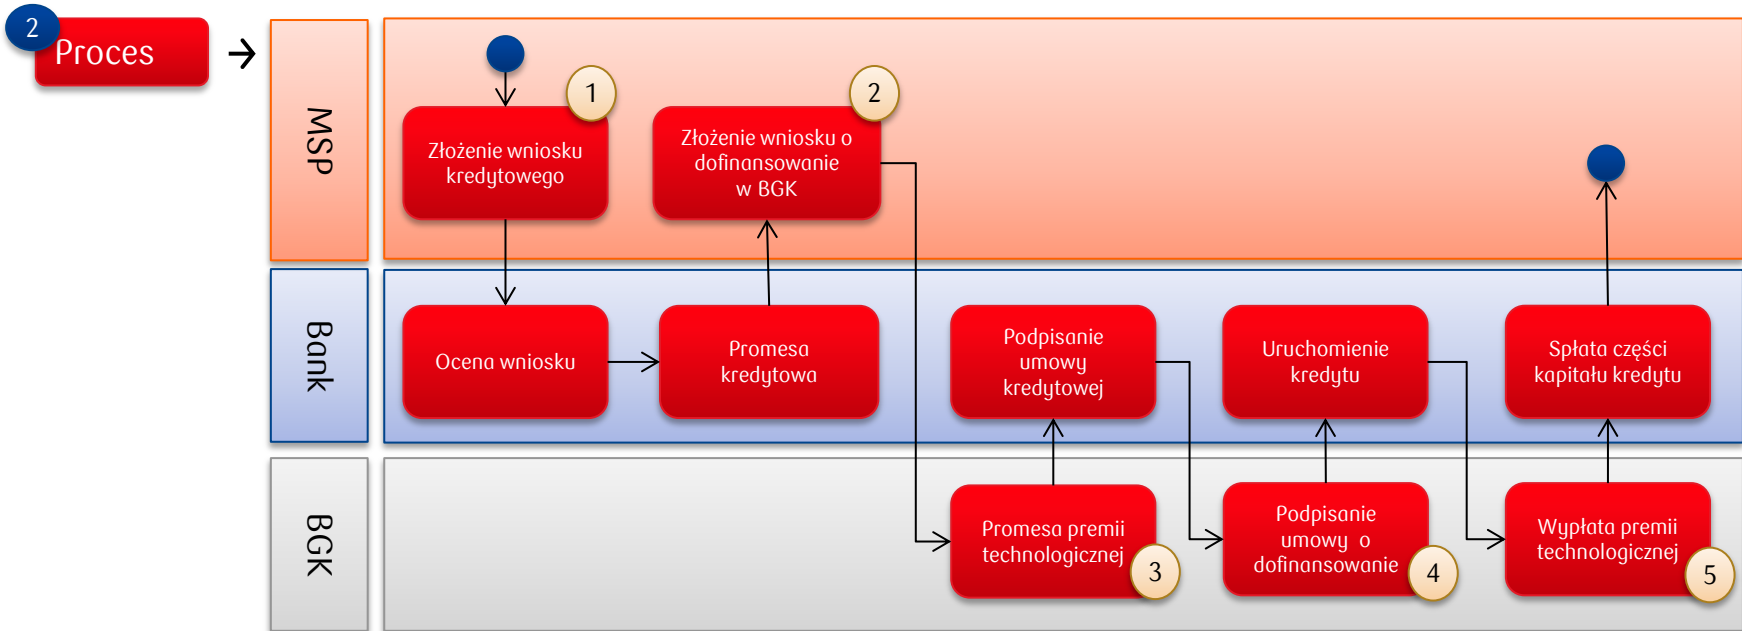 2
Proces
MSP
1
Złożenie wniosku
kredytowego
2
Złożenie wniosku o
dofinansowanie
w BGK
Bank
Ocena wniosku
Promesa
kredytowa
Podpisanie
umowy
kredytowej
Uruchomienie
kredytu
Spłata części
kapitału kredytu
BGK
Promesa premii
technologicznej
3
Podpisanie
umowy o
dofinansowanie
4
Wypłata premii
technologicznej
5